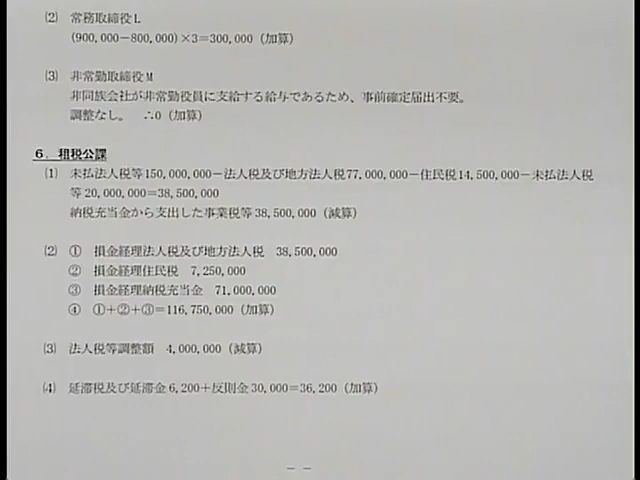 ⑵ 常務取締役L
(900,000−800,000)×3=300,000（加算）
⑶ 非常勤取締役M
非同族会社が非常勤役員に支給する給与であるため、事前確定届出不要。
調整なし。 ∴0（加算）
６．租税公課
⑴ 未払法人税等150,000,000−法人税及び地方法人税77,000,000−住民税14,500,000−未払法人税
等20,000,000=38,500,000
納税充当金から支出した事業税等38,500,000（減算）
⑵ ① 損金経理法人税及び地方法人税 38,500,000
② 損金経理住民税 7,250,000
③ 損金経理納税充当金 71,000,000
④ ①+②+③=116,750,000（加算）
⑶ 法人税等調整額 4,000,000（減算）
⑷ 延滞税及び延滞金6,200+反則金30,000=36,200（加算）
− −